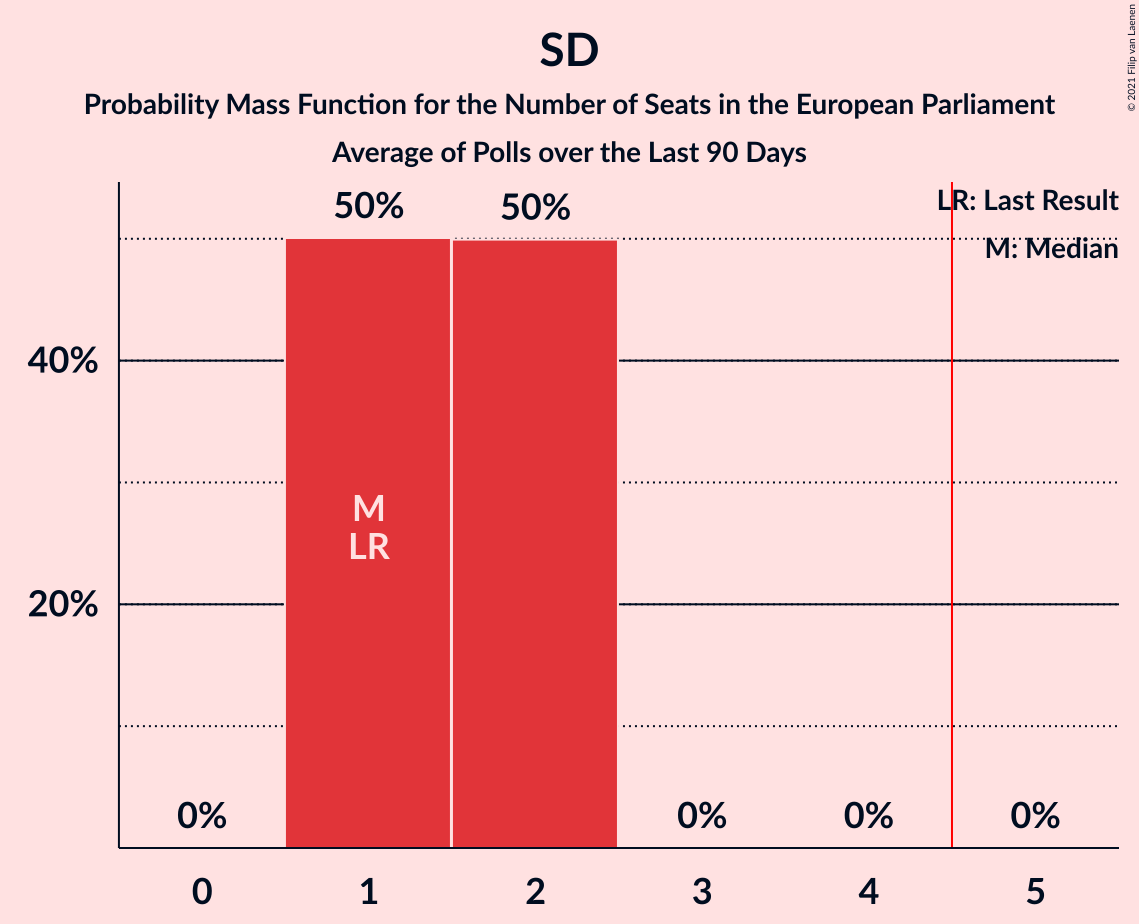 SD
Probability Mass Function for the Number of Seats in the European Parliament
Average of Polls over the Last 90 Days
© 2021 Filip van Laenen
50%
50%
LR: Last Result
M: Median
40%
M
LR
20%
0%
0%
0%
0%
0
1
2
3
4
5